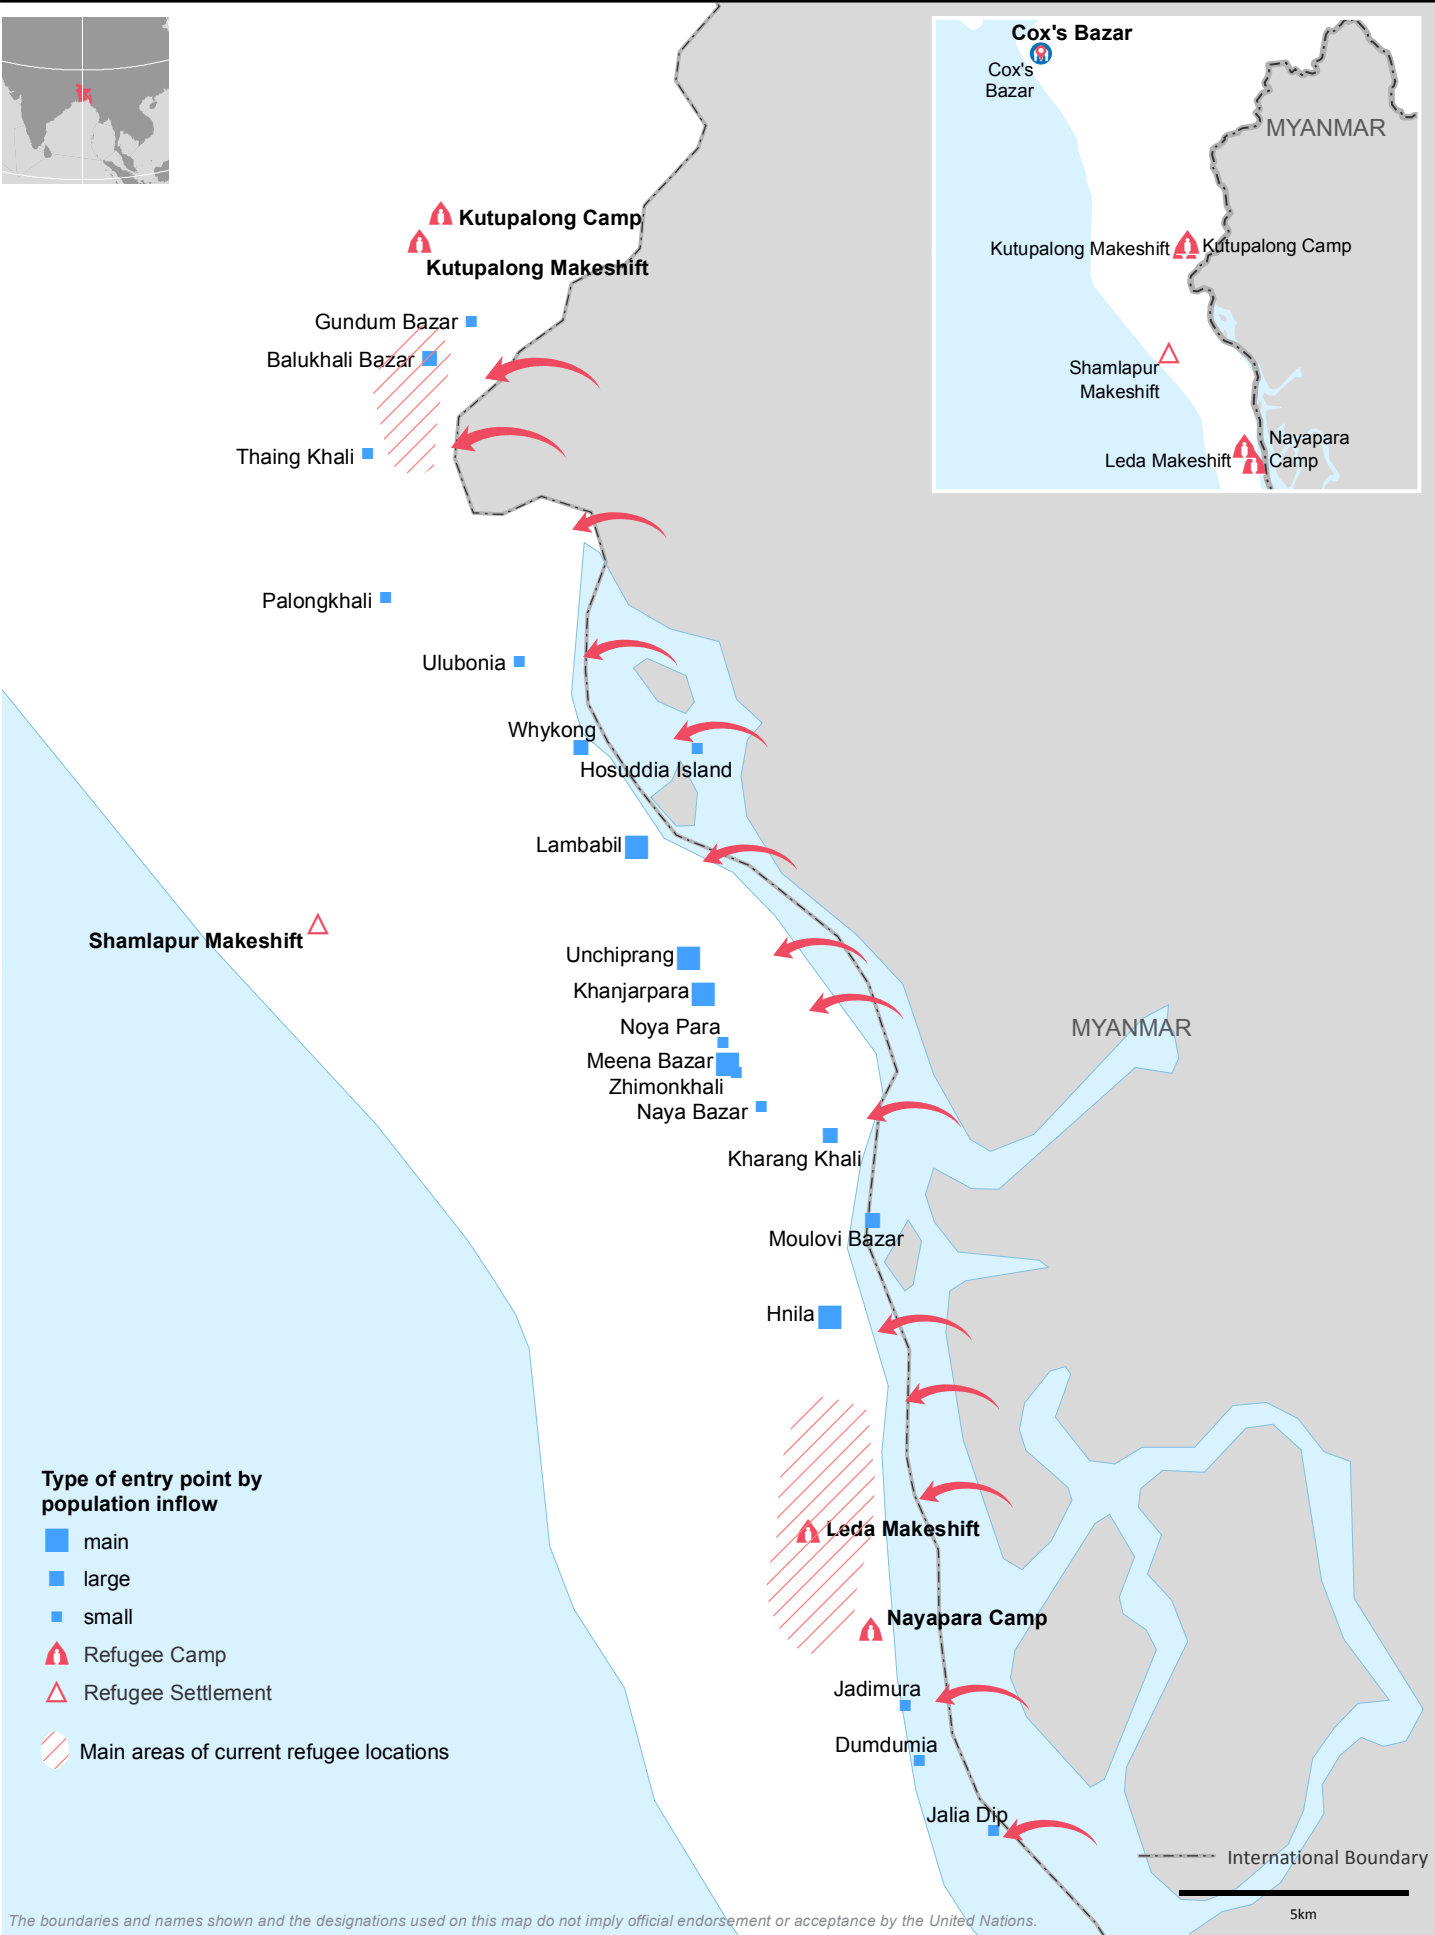 Cox's Bazar
Cox's
Bazar
MYANMAR
Kutupalong Makeshift
Kutupalong Camp
Shamlapur
Makeshift
Nayapara
Camp
Leda Makeshift
Kutupalong Camp
Kutupalong Makeshift
Gundum Bazar
Balukhali Bazar
Thaing Khali
Palongkhali
Ulubonia
Whykong
Hosuddia Island
Lambabil
Shamlapur Makeshift
Unchiprang
Khanjarpara
Noya Para
MYANMAR
Meena Bazar
Zhimonkhali
Naya Bazar
Kharang Khali
Moulovi Bazar
Hnila
Leda Makeshift
Nayapara Camp
Jadimura
Dumdumia
Jalia Dip
Type of entry point by
population inflow
main
large
small
Refugee Camp
Refugee Settlement
Main areas of current refugee locations
International Boundary
5km
The boundaries and names shown and the designations used on this map do not imply official endorsement or acceptance by the United Nations.